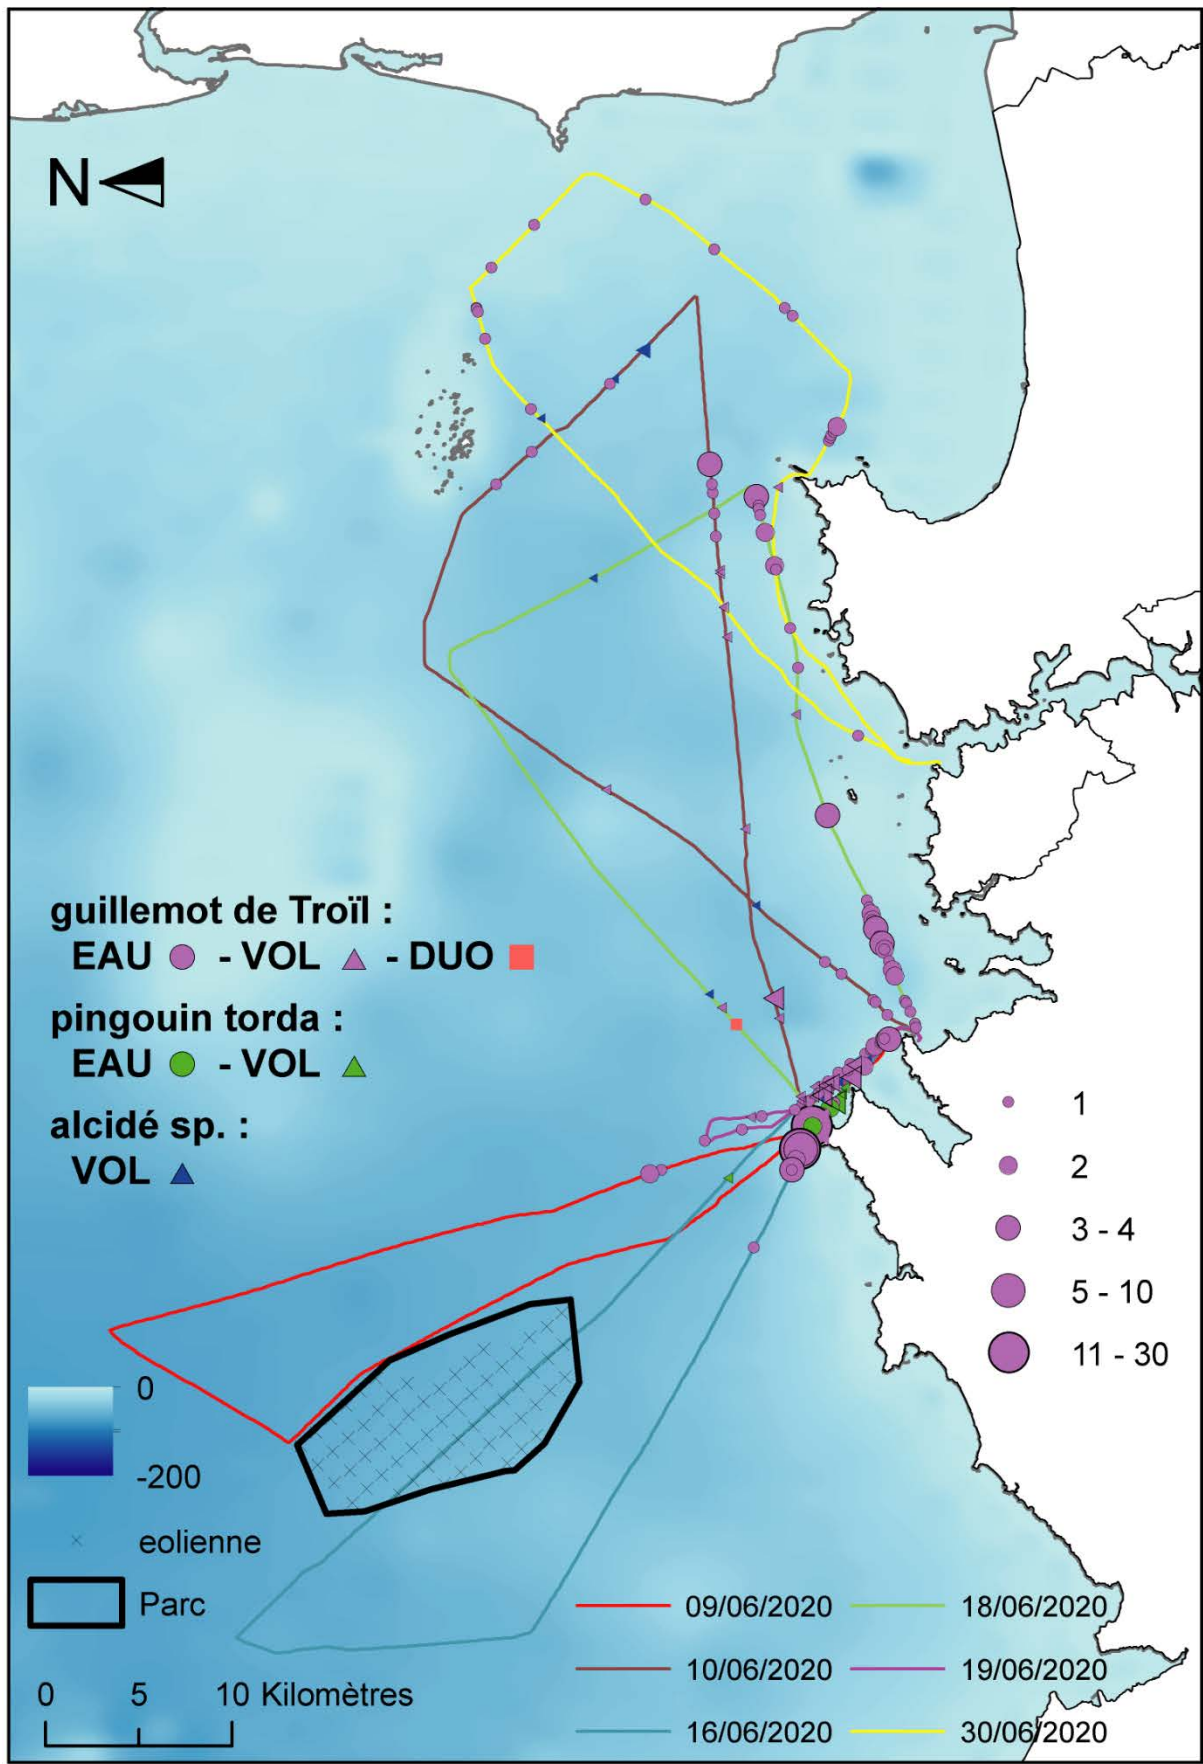 N
guillemot de Troïl :
EAU - VOL - DUO
pingouin torda :
EAU - VOL
alcidé sp. :
VOL
1
2
3 - 4
5 - 10
11 - 30
0
-200
eolienne
Parc
0 5 10 Kilomètres
09/06/2020 18/06/2020
10/06/2020 19/06/2020
16/06/2020 30/06/2020